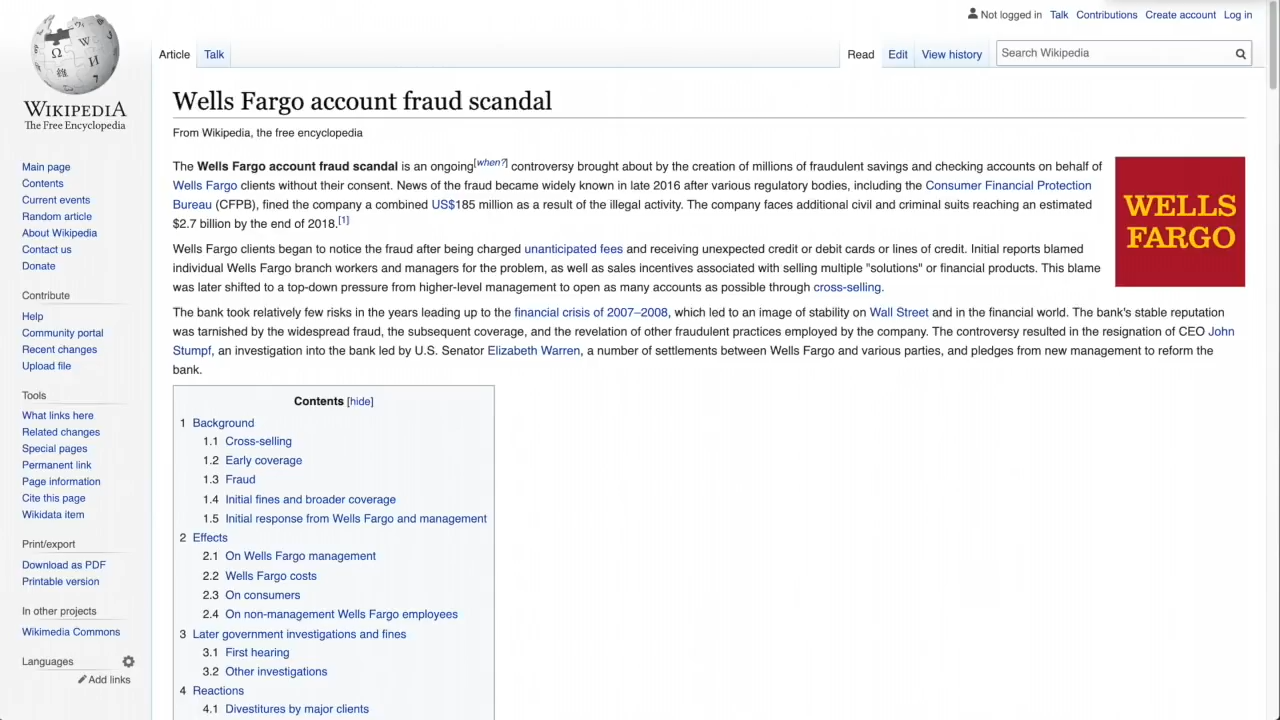 Not logged in Talk Contributions Create account Log in
Article Talk Read Edit View history Search Wikipedia
WIKIPEDIA
The Free Encyclopedia
Main page
Contents
Current events
Random article
About Wikipedia
Contact us
Donate
Contribute
Help
Community portal
Recent changes
Upload file
Tools
What links here
Related changes
Special pages
Permanent link
Page information
Cite this page
Wikidata item
Print/export
Download as PDF
Printable version
In other projects
Wikimedia Commons
Languages
Add links
Wells Fargo account fraud scandal
From Wikipedia, the free encyclopedia
The Wells Fargo account fraud scandal is an ongoing[when?] controversy brought about by the creation of millions of fraudulent savings and checking accounts on behalf of
Wells Fargo clients without their consent. News of the fraud became widely known in late 2016 after various regulatory bodies, including the Consumer Financial Protection
Bureau (CFPB), fined the company a combined US$185 million as a result of the illegal activity. The company faces additional civil and criminal suits reaching an estimated
$2.7 billion by the end of 2018.[1]
WELLS
FARGO
Wells Fargo clients began to notice the fraud after being charged unanticipated fees and receiving unexpected credit or debit cards or lines of credit. Initial reports blamed
individual Wells Fargo branch workers and managers for the problem, as well as sales incentives associated with selling multiple "solutions" or financial products. This blame
was later shifted to a top-down pressure from higher-level management to open as many accounts as possible through cross-selling.
The bank took relatively few risks in the years leading up to the financial crisis of 2007–2008, which led to an image of stability on Wall Street and in the financial world. The bank's stable reputation
was tarnished by the widespread fraud, the subsequent coverage, and the revelation of other fraudulent practices employed by the company. The controversy resulted in the resignation of CEO John
Stumpf, an investigation into the bank led by U.S. Senator Elizabeth Warren, a number of settlements between Wells Fargo and various parties, and pledges from new management to reform the
bank.
Contents [hide]
1 Background
1.1 Cross-selling
1.2 Early coverage
1.3 Fraud
1.4 Initial fines and broader coverage
1.5 Initial response from Wells Fargo and management
2 Effects
2.1 On Wells Fargo management
2.2 Wells Fargo costs
2.3 On consumers
2.4 On non-management Wells Fargo employees
3 Later government investigations and fines
3.1 First hearing
3.2 Other investigations
4 Reactions
4.1 Divestitures by major clients